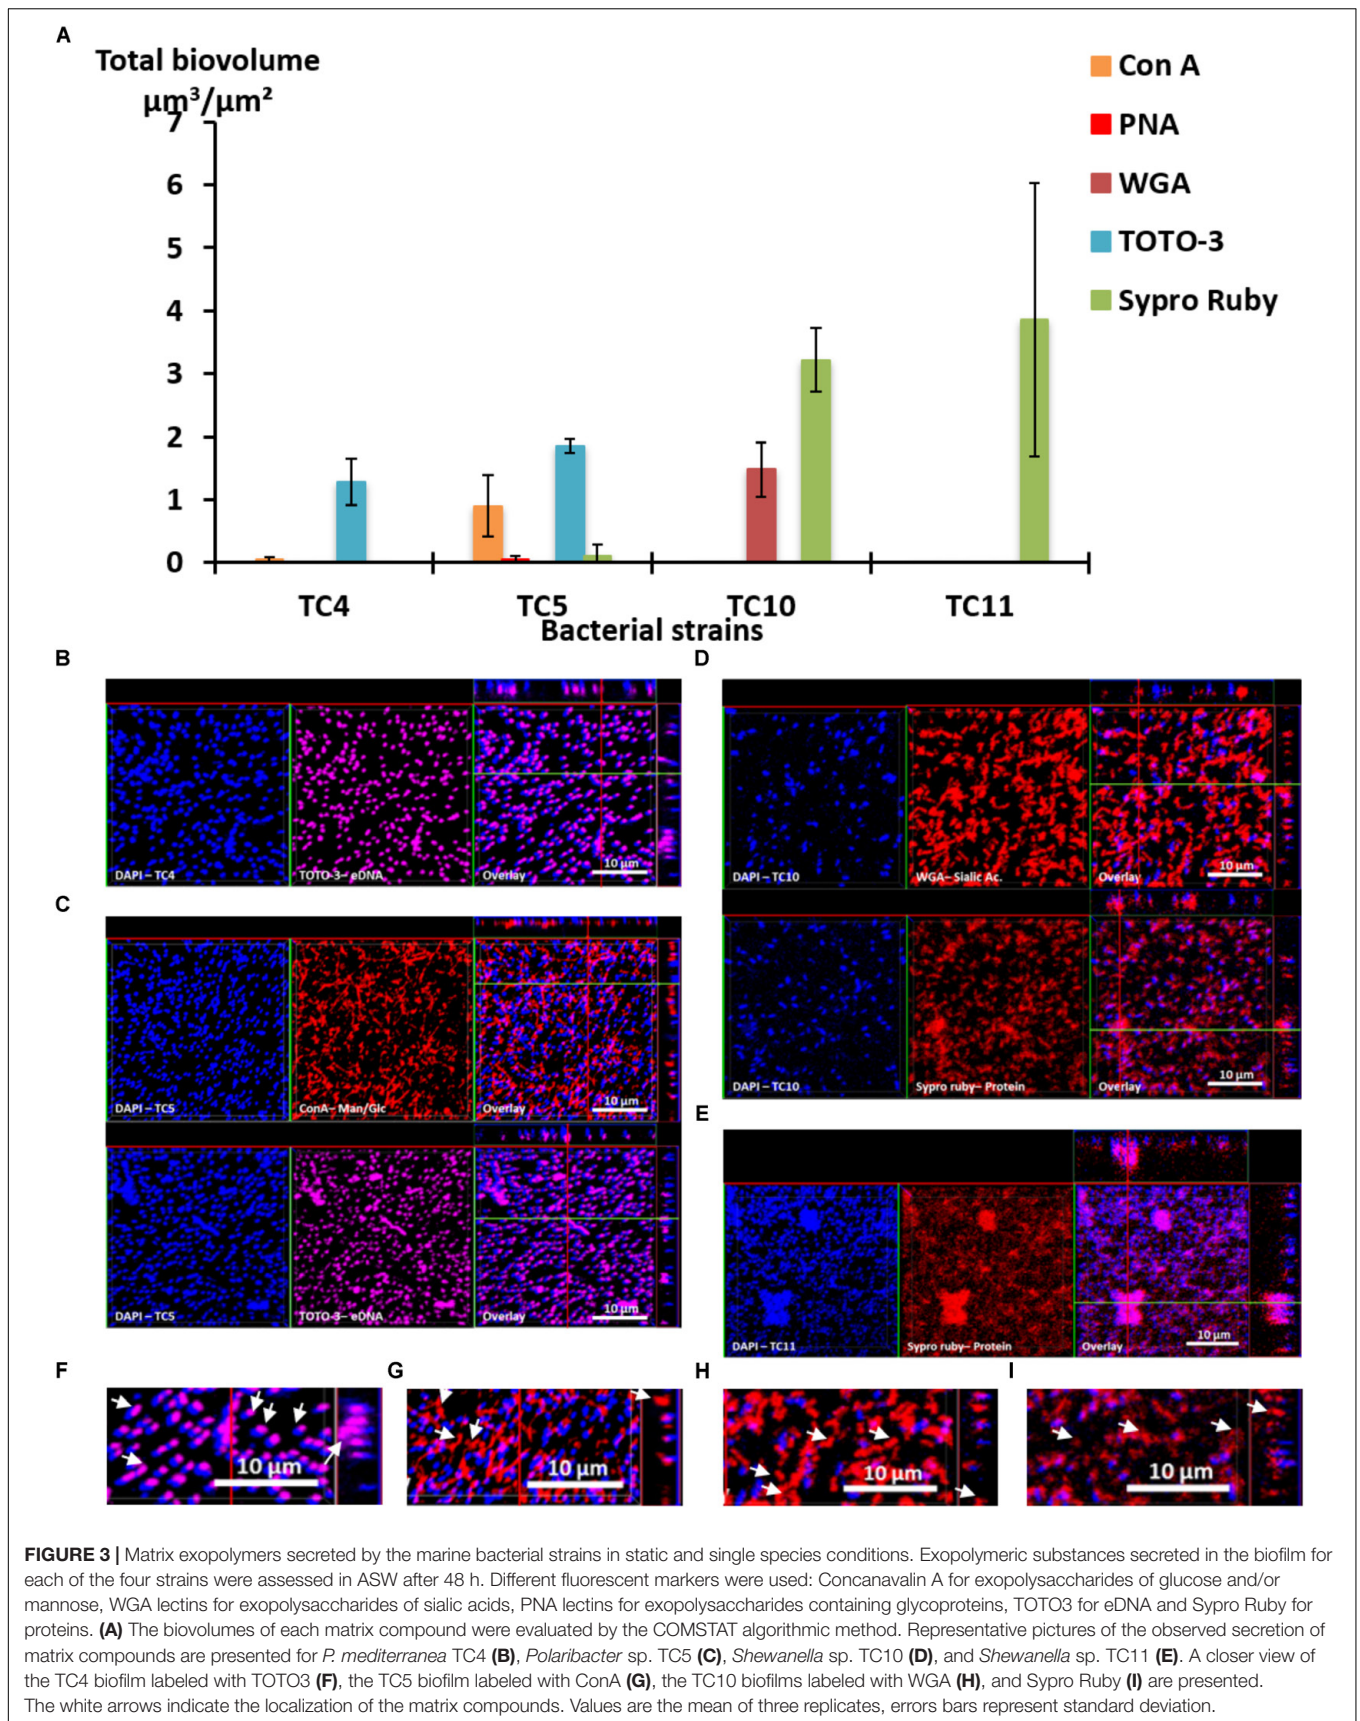 A
Total biovolume
µm³/µm²
7
6
5
4
3
2
1
0
TC4 TC5 TC10 TC11
Bacterial strains
Con A
PNA
WGA
TOTO-3
Sypro Ruby
B
DAPI – TC4 TOTO-3– eDNA Overlay 10 µm
C
DAPI – TC5 ConA– Man/Glc Overlay 10 µm
DAPI – TC5 TOTO-3– eDNA Overlay 10 µm
D
DAPI – TC10 WGA– Sialic Ac. Overlay 10 µm
DAPI – TC10 Sypro ruby– Protein Overlay 10 µm
E
DAPI – TC11 Sypro ruby– Protein Overlay 10 µm
F
10 µm
G
10 µm
H
10 µm
I
10 µm
FIGURE 3 | Matrix exopolymers secreted by the marine bacterial strains in static and single species conditions. Exopolymeric substances secreted in the biofilm for
each of the four strains were assessed in ASW after 48 h. Different fluorescent markers were used: Concanavalin A for exopolysaccharides of glucose and/or
mannose, WGA lectins for exopolysaccharides of sialic acids, PNA lectins for exopolysaccharides containing glycoproteins, TOTO3 for eDNA and Sypro Ruby for
proteins. (A) The biovolumes of each matrix compound were evaluated by the COMSTAT algorithmic method. Representative pictures of the observed secretion of
matrix compounds are presented for P. mediterranea TC4 (B), Polaribacter sp. TC5 (C), Shewanella sp. TC10 (D), and Shewanella sp. TC11 (E). A closer view of
the TC4 biofilm labeled with TOTO3 (F), the TC5 biofilm labeled with ConA (G), the TC10 biofilms labeled with WGA (H), and Sypro Ruby (I) are presented.
The white arrows indicate the localization of the matrix compounds. Values are the mean of three replicates, errors bars represent standard deviation.